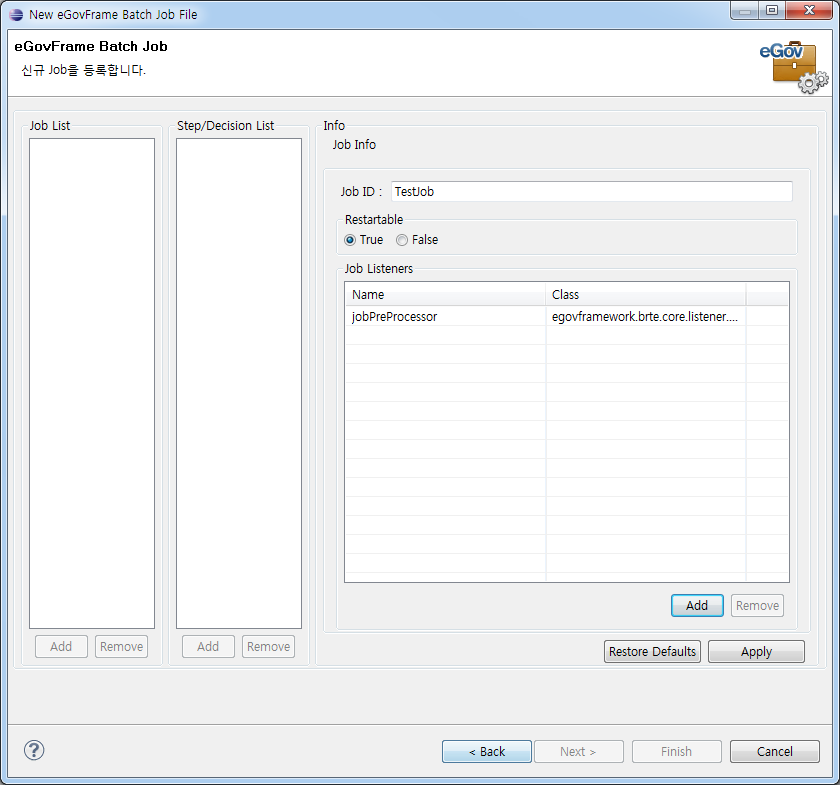 New eGovFrame Batch Job File
eGovFrame Batch Job
신규 Job을 등록합니다.
eGov
Job List
Step/Decision List
Info
Job Info
Job ID : TestJob
Restartable
True False
Job Listeners
Name Class
jobPreProcessor egovframework.brte.core.listener....
Add Remove
Add Remove Add Remove
Restore Defaults Apply
? < Back Next > Finish Cancel